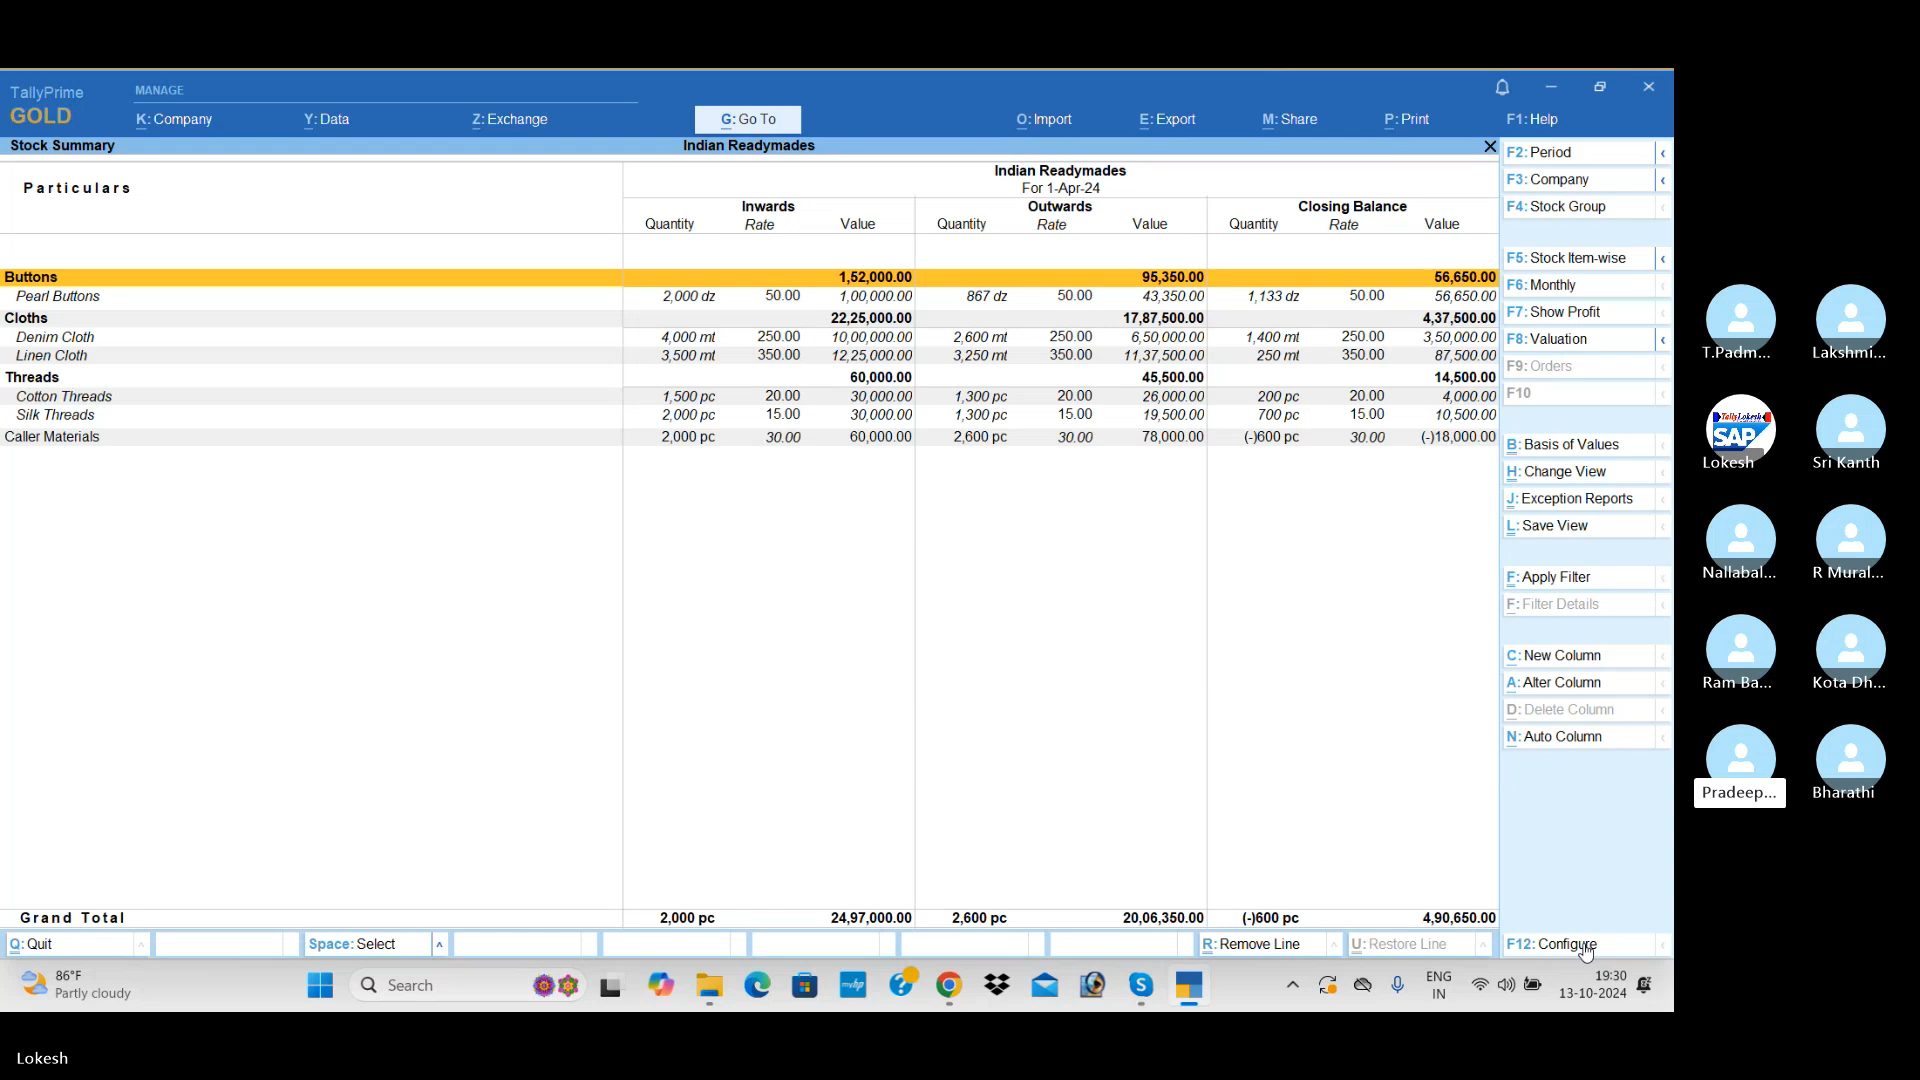 TallyPrime
GOLD
MANAGE
K: Company
Y: Data
Z: Exchange
G: Go To
O: Import
E: Export
M: Share
P: Print
F1: Help
Stock Summary
Indian Readymades
Particulars
Indian Readymades
For 1-Apr-24
Inwards Outwards Closing Balance
Quantity Rate Value Quantity Rate Value Quantity Rate Value
Buttons 1,52,000.00 95,350.00 56,650.00
Pearl Buttons 2,000 dz 50.00 1,00,000.00 867 dz 50.00 43,350.00 1,133 dz 50.00 56,650.00
Cloths 22,25,000.00 17,87,500.00 4,37,500.00
Denim Cloth 4,000 mt 250.00 10,00,000.00 2,600 mt 250.00 6,50,000.00 1,400 mt 250.00 3,50,000.00
Linen Cloth 3,500 mt 350.00 12,25,000.00 3,250 mt 350.00 11,37,500.00 250 mt 350.00 87,500.00
Threads 60,000.00 45,500.00 14,500.00
Cotton Threads 1,500 pc 20.00 30,000.00 1,300 pc 20.00 26,000.00 200 pc 20.00 4,000.00
Silk Threads 2,000 pc 15.00 30,000.00 1,300 pc 15.00 19,500.00 700 pc 15.00 10,500.00
Caller Materials 2,000 pc 30.00 60,000.00 2,600 pc 30.00 78,000.00 (-)600 pc 30.00 (-)18,000.00
Grand Total 2,000 pc 24,97,000.00 2,600 pc 20,06,350.00 (-)600 pc 4,90,650.00
Q: Quit
Space: Select
R: Remove Line
U: Restore Line
F2: Period
F3: Company
F4: Stock Group
F5: Stock Item-wise
F6: Monthly
F7: Show Profit
F8: Valuation
F9: Orders
F10
B: Basis of Values
H: Change View
J: Exception Reports
L: Save View
F: Apply Filter
F: Filter Details
C: New Column
A: Alter Column
D: Delete Column
N: Auto Column
F12: Configure
86°F
Partly cloudy
Search
myhp
ENG
IN
19:30
13-10-2024
T.Padm...
Lakshmi...
TallyLokesh
SAP
Lokesh
Sri Kanth
Nallabal...
R Mural...
Ram Ba...
Kota Dh...
Pradeep...
Bharathi
Lokesh